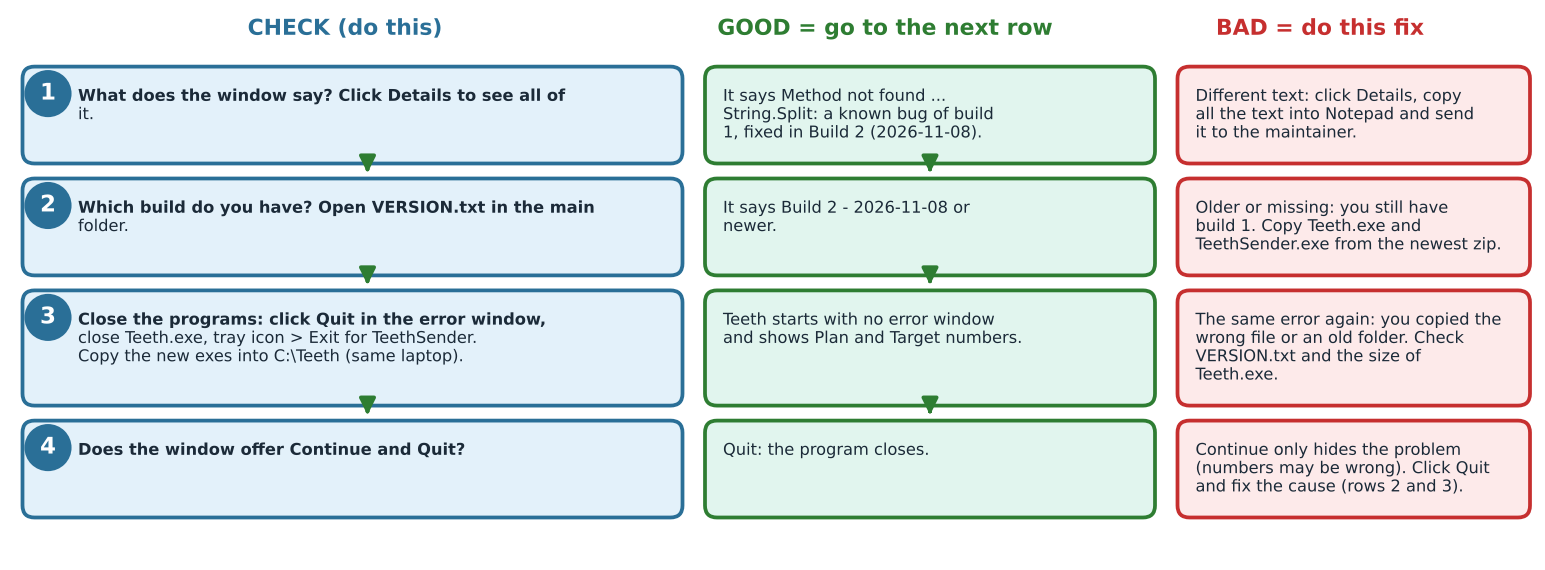 CHECK (do this)
GOOD = go to the next row
BAD = do this fix
1
What does the window say? Click Details to see all of
it.
It says Method not found ...
String.Split: a known bug of build
1, fixed in Build 2 (2026-11-08).
Different text: click Details, copy
all the text into Notepad and send
it to the maintainer.
2
Which build do you have? Open VERSION.txt in the main
folder.
It says Build 2 - 2026-11-08 or
newer.
Older or missing: you still have
build 1. Copy Teeth.exe and
TeethSender.exe from the newest zip.
3
Close the programs: click Quit in the error window,
close Teeth.exe, tray icon > Exit for TeethSender.
Copy the new exes into C:\Teeth (same laptop).
Teeth starts with no error window
and shows Plan and Target numbers.
The same error again: you copied the
wrong file or an old folder. Check
VERSION.txt and the size of
Teeth.exe.
4
Does the window offer Continue and Quit?
Quit: the program closes.
Continue only hides the problem
(numbers may be wrong). Click Quit
and fix the cause (rows 2 and 3).